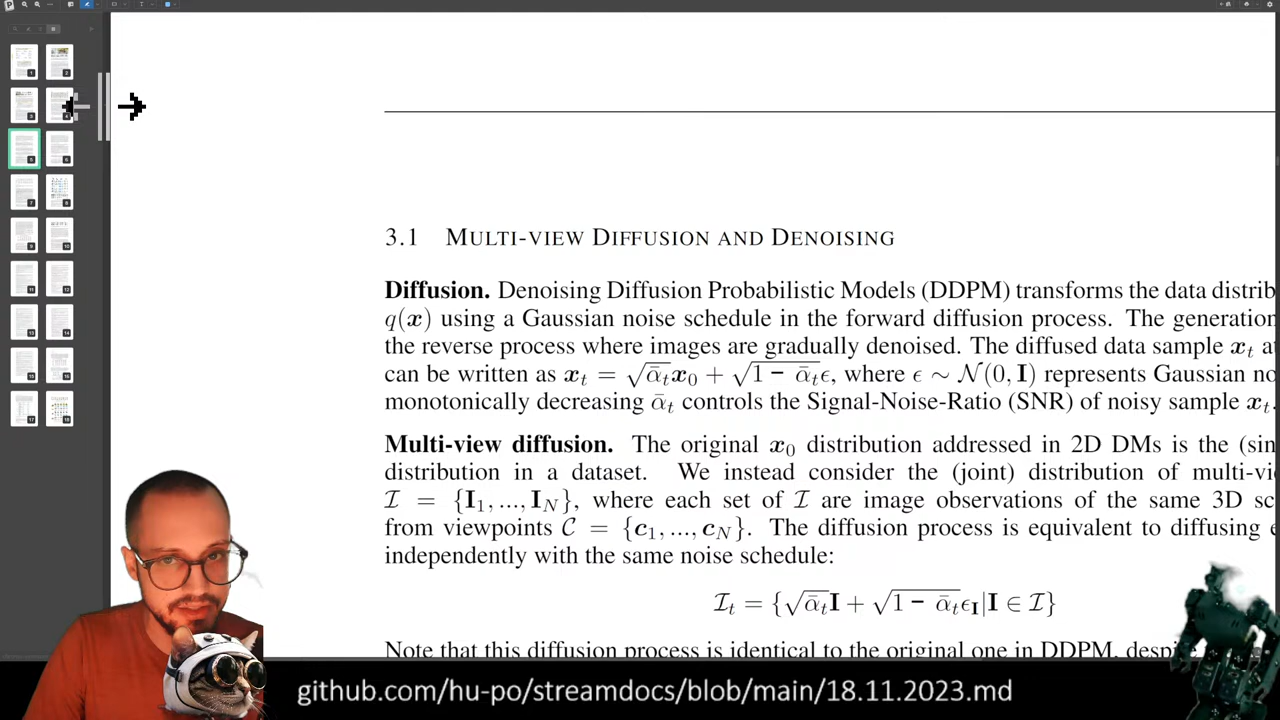 3.1 MULTI-VIEW DIFFUSION AND DENOISING
Diffusion. Denoising Diffusion Probabilistic Models (DDPM) transforms the data distrib
q(x) using a Gaussian noise schedule in the forward diffusion process. The generation
the reverse process where images are gradually denoised. The diffused data sample x_t a
can be written as x_t = √ᾱ_t x_0 + √1 − ᾱ_t ϵ, where ϵ ∼ N(0, I) represents Gaussian no
monotonically decreasing ᾱ_t controls the Signal-Noise-Ratio (SNR) of noisy sample x_t.
Multi-view diffusion. The original x_0 distribution addressed in 2D DMs is the (sin
distribution in a dataset. We instead consider the (joint) distribution of multi-vi
I = {I_1, ..., I_N}, where each set of I are image observations of the same 3D sc
from viewpoints C = {c_1, ..., c_N}. The diffusion process is equivalent to diffusing e
independently with the same noise schedule:
I_t = {√ᾱ_t I + √1 − ᾱ_t ϵ_I | I ∈ I}
Note that this diffusion process is identical to the original one in DDPM, desp
github.com/hu-po/streamdocs/blob/main/18.11.2023.md